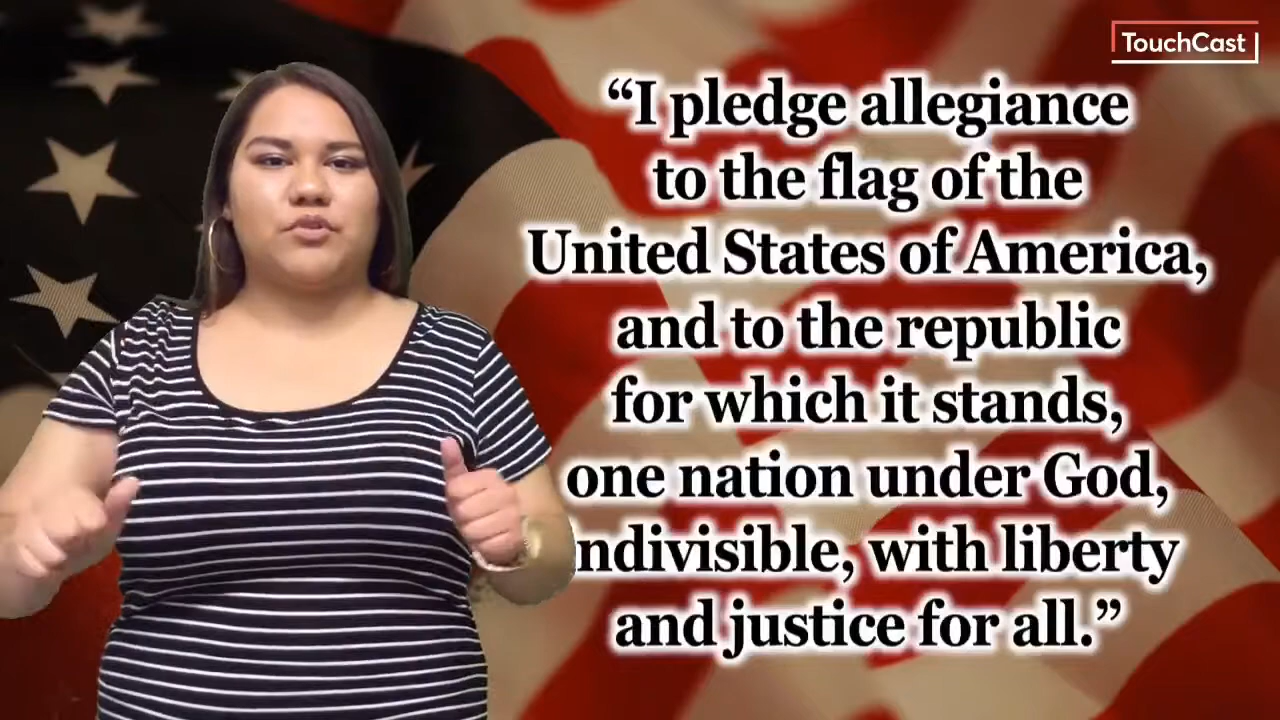 TouchCast
“I pledge allegiance
to the flag of the
United States of America,
and to the republic
for which it stands,
one nation under God,
ndivisible, with liberty
and justice for all.”